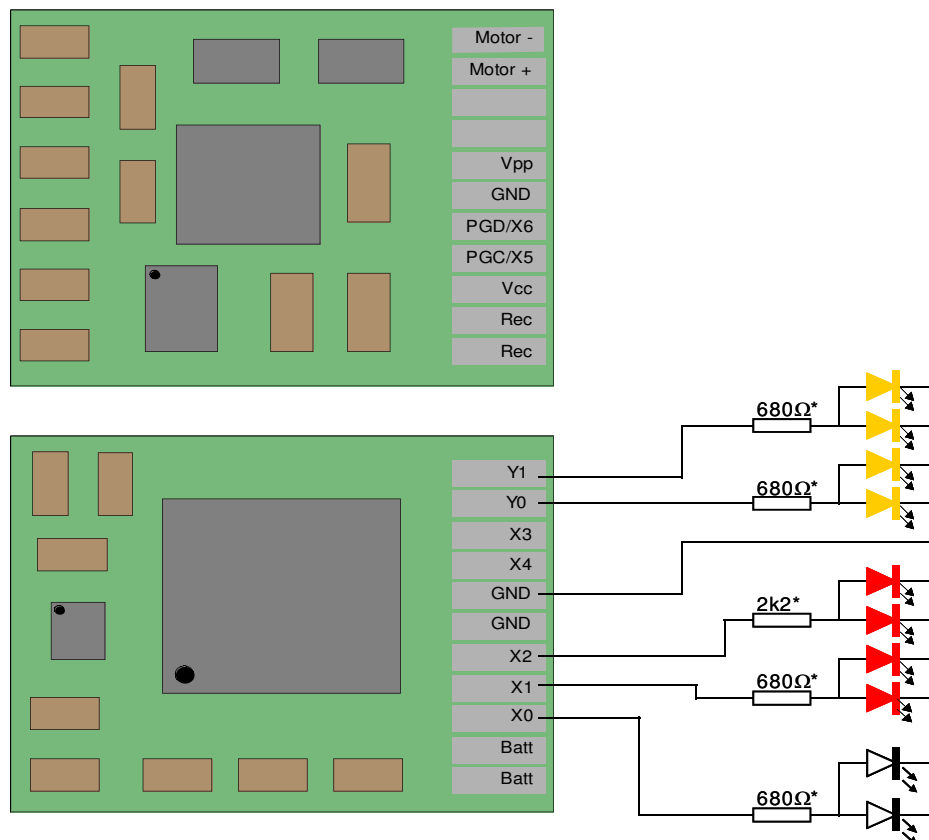 Motor -
Motor +
Vpp
GND
PGD/X6
PGC/X5
Vcc
Rec
Rec
680Ω*
Y1
680Ω*
Y0
X3
X4
GND
2k2*
GND
X2
680Ω*
X1
X0
Batt
Batt
680Ω*